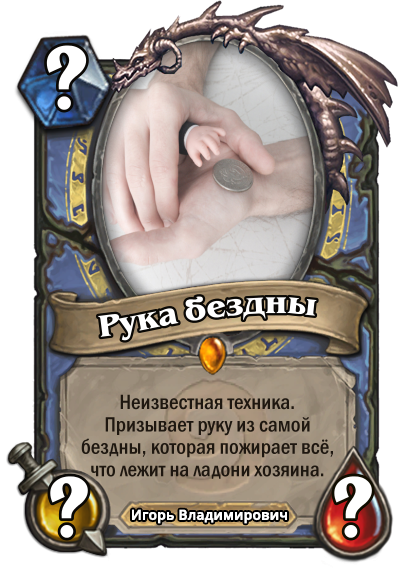 ?
Рука бездны
Неизвестная техника.
Призывает руку из самой
бездны, которая пожирает всё,
что лежит на ладони хозяина.
? Игорь Владимирович ?